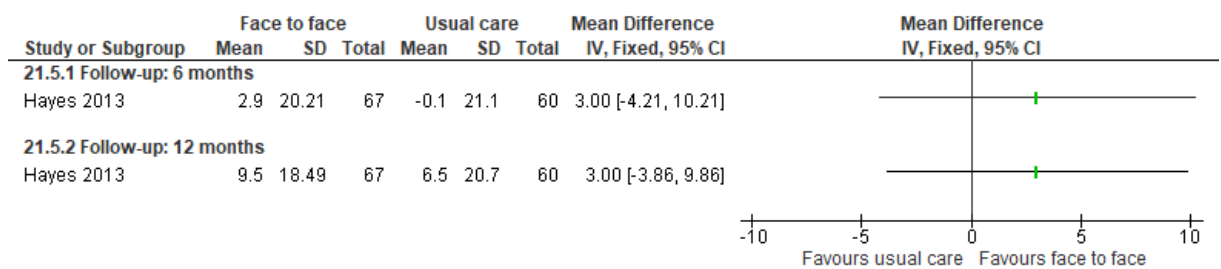 Face to face Usual care Mean Difference Mean Difference
Study or Subgroup Mean SD Total Mean SD Total IV, Fixed, 95% CI IV, Fixed, 95% CI
21.5.1 Follow-up: 6 months
Hayes 2013 2.9 20.21 67 -0.1 21.1 60 3.00 [-4.21, 10.21]
21.5.2 Follow-up: 12 months
Hayes 2013 9.5 18.49 67 6.5 20.7 60 3.00 [-3.86, 9.86]
-10 -5 0 5 10
Favours usual care Favours face to face